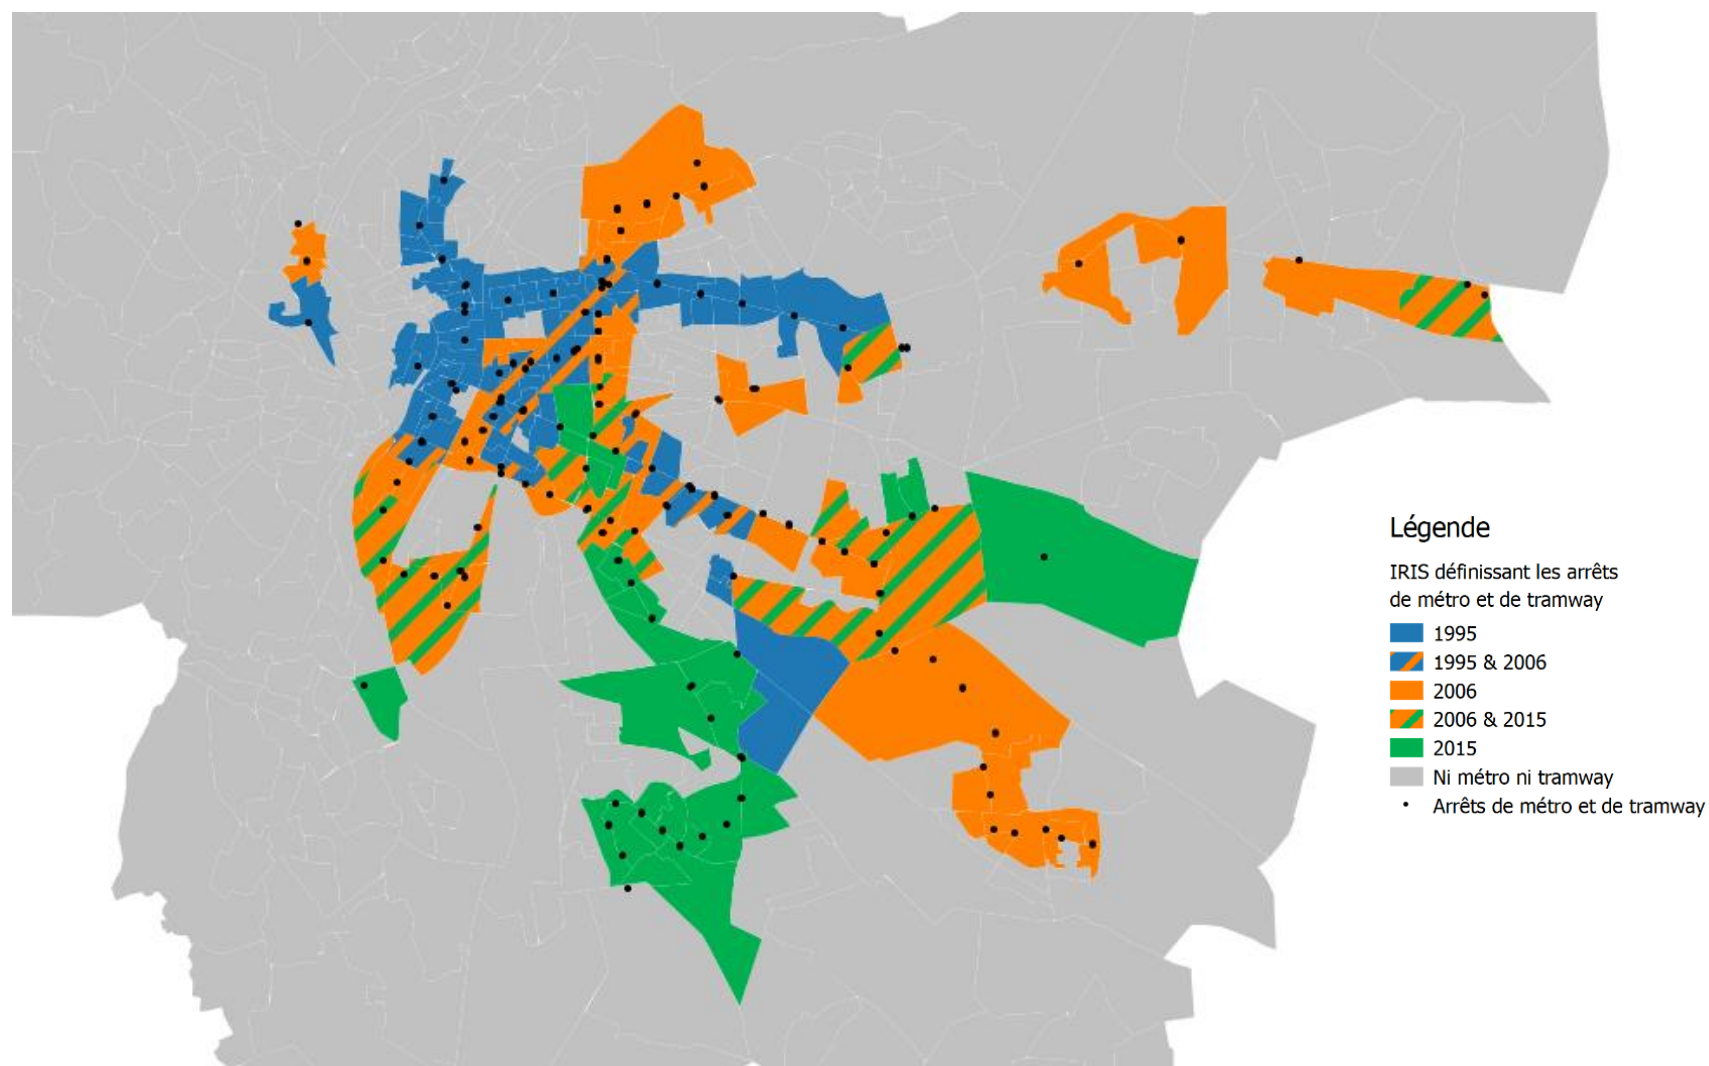 Légende
IRIS définissant les arrêts
de métro et de tramway
1995
1995 & 2006
2006
2006 & 2015
2015
Ni métro ni tramway
Arrêts de métro et de tramway